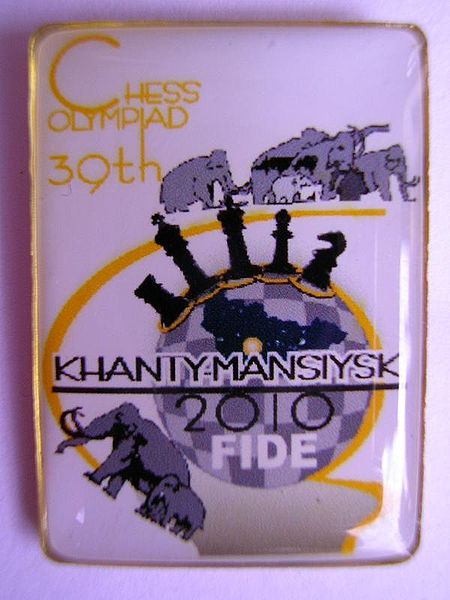 CHESS
OLYMPIAD
39th
KHANTY-MANSIYSK
2010
FIDE